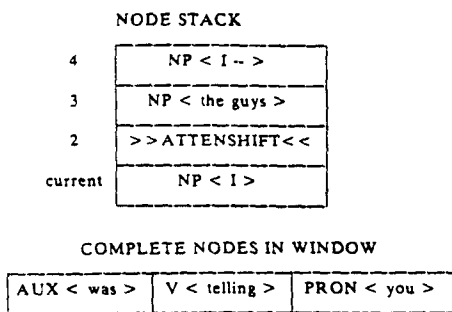 NODE STACK
4 NP < I -- >
3 NP < the guys >
2 >>ATTENSHIFT<<
current NP < I >
COMPLETE NODES IN WINDOW
AUX < was > V < telling > PRON < you >